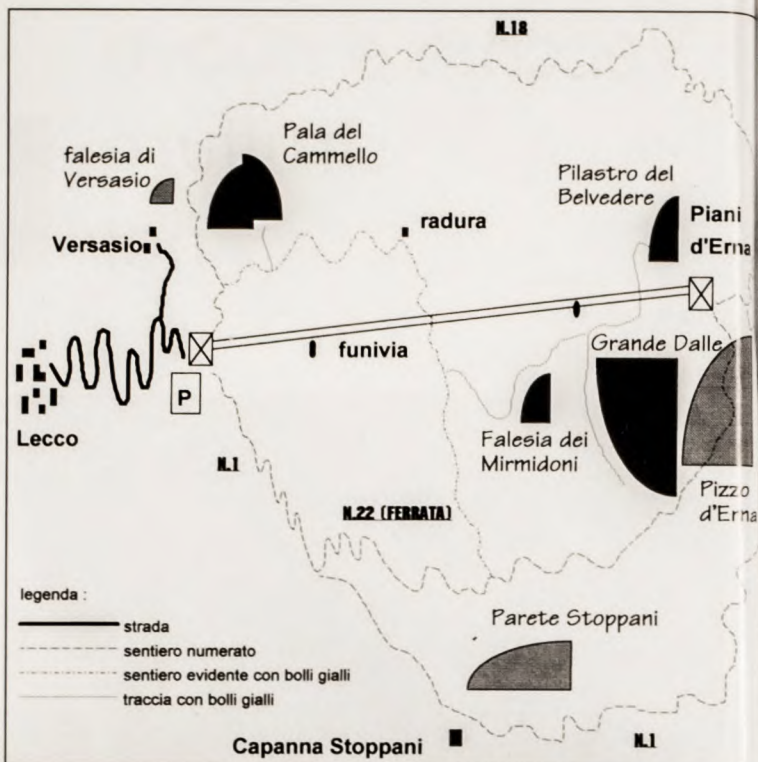 N.18
Pala del
Cammello
falesia di
Versasio
Pilastro del
Belvedere
Piani
d'Erna
radura
Versasio
funivia
Grande Dalle
P
Lecco
Falesia dei
Mirmidoni
N.1
N.22 (FERRATA)
Pizzo
d'Erna
legenda :
strada
sentiero numerato
sentiero evidente con bolli gialli
traccia con bolli gialli
Parete Stoppani
Capanna Stoppani
N.1